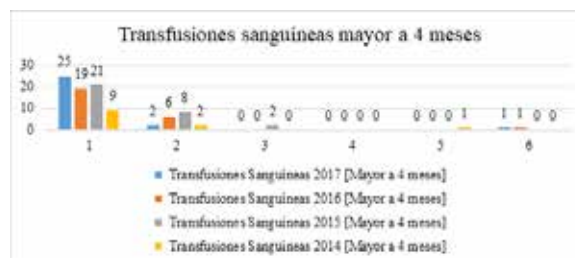 Transfusiones sanguíneas mayor a 4 meses
30
20
10
0
25 19 21 9
2 6 8 2
0 0 2 0
0 0 0 0
0 0 0 1
1 1 0 0
1 2 3 4 5 6
Transfusiones Sanguineas 2017 [Mayor a 4 meses]
Transfusiones Sanguineas 2016 [Mayor a 4 meses]
Transfusiones Sanguineas 2015 [Mayor a 4 meses]
Transfusiones Sanguineas 2014 [Mayor a 4 meses]